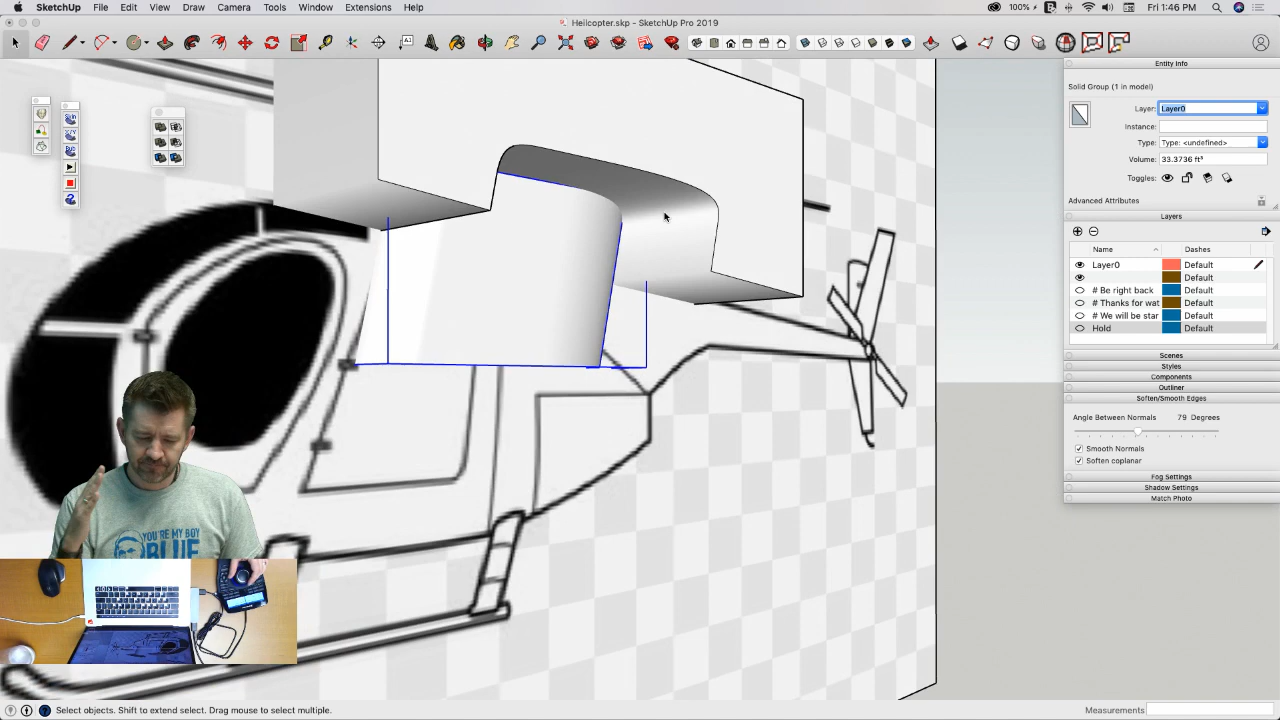 SketchUp File Edit View Draw Camera Tools Window Extensions Help 100% Fri 1:46 PM
Heilcopter.skp - SketchUp Pro 2019
Entity Info
Solid Group (1 in model)
Layer: Layer0
Instance:
Type: Type: <undefined>
Volume: 33.3736 ft³
Toggles:
Advanced Attributes
Layers
Name Dashes
Layer0 Default
Default
# Be right back Default
# Thanks for wat Default
# We will be star Default
Hold Default
Scenes
Styles
Components
Outliner
Soften/Smooth Edges
Angle Between Normals 79 Degrees
Smooth Normals
Soften coplanar
Fog Settings
Shadow Settings
Match Photo
YOU'RE MY BOY
BLUE
Select objects. Shift to extend select. Drag mouse to select multiple. Measurements